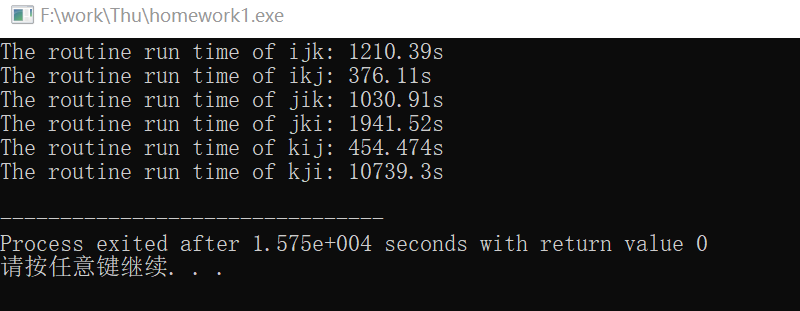 F:\work\Thu\homework1.exe
The routine run time of ijk: 1210.39s
The routine run time of ikj: 376.11s
The routine run time of jik: 1030.91s
The routine run time of jki: 1941.52s
The routine run time of kij: 454.474s
The routine run time of kji: 10739.3s
--------------------------------
Process exited after 1.575e+004 seconds with return value 0
请按任意键继续. . .